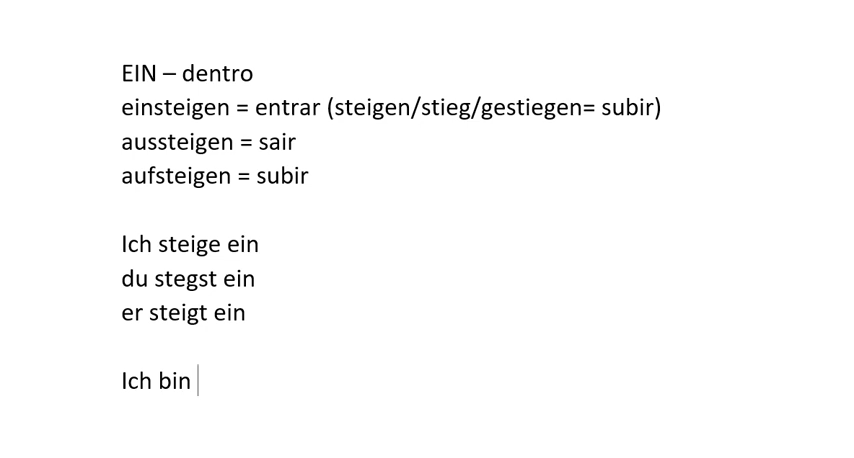 EIN – dentro
einsteigen = entrar (steigen/stieg/gestiegen= subir)
aussteigen = sair
aufsteigen = subir
Ich steige ein
du stegst ein
er steigt ein
Ich bin